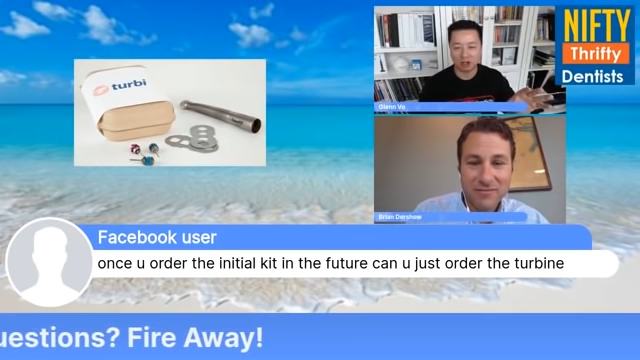 NIFTY
Thrifty
Dentists
turbi
Glenn Vo
Brian Dershow
Facebook user
once u order the initial kit in the future can u just order the turbine
uestions? Fire Away!